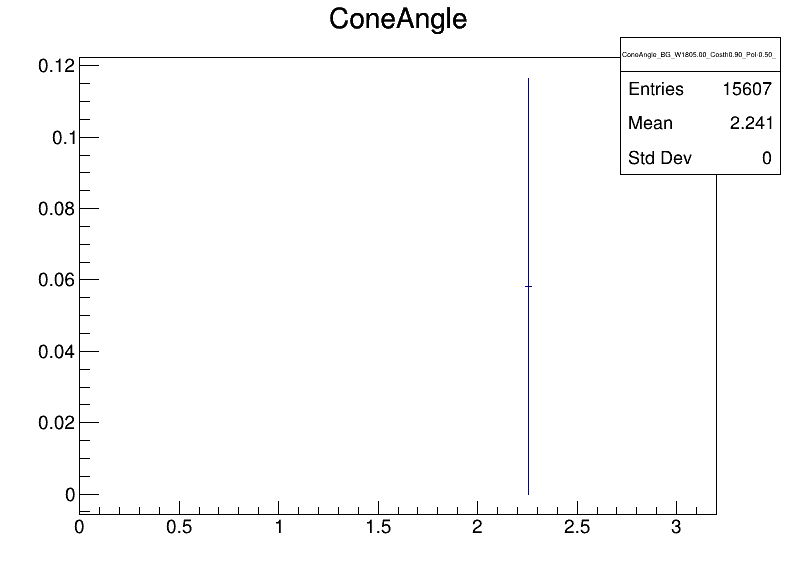 ConeAngle
ConeAngle_BG_W1805.00_Costh0.90_Pol-0.50_
Entries 15607
Mean 2.241
Std Dev 0
0.12
0.1
0.08
0.06
0.04
0.02
0
0 0.5 1 1.5 2 2.5 3